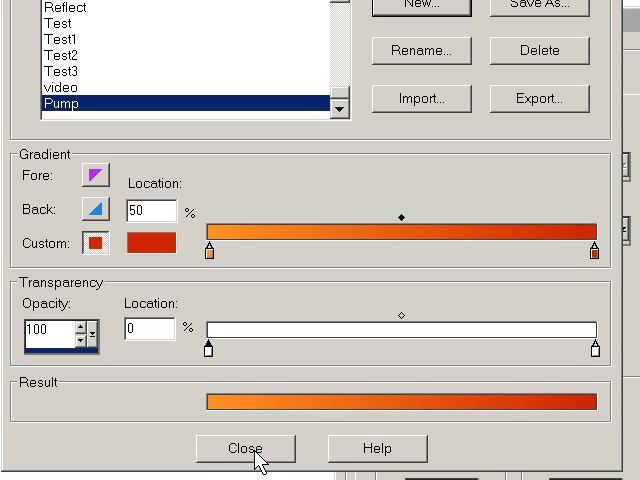 Reflect
New...
Save As...
Test
Test1
Test2
Test3
video
Pump
Rename...
Delete
Import...
Export...
Gradient
Fore:
Location:
Back:
50
%
Custom:
Transparency
Opacity:
Location:
100
0
%
Result
Close
Help